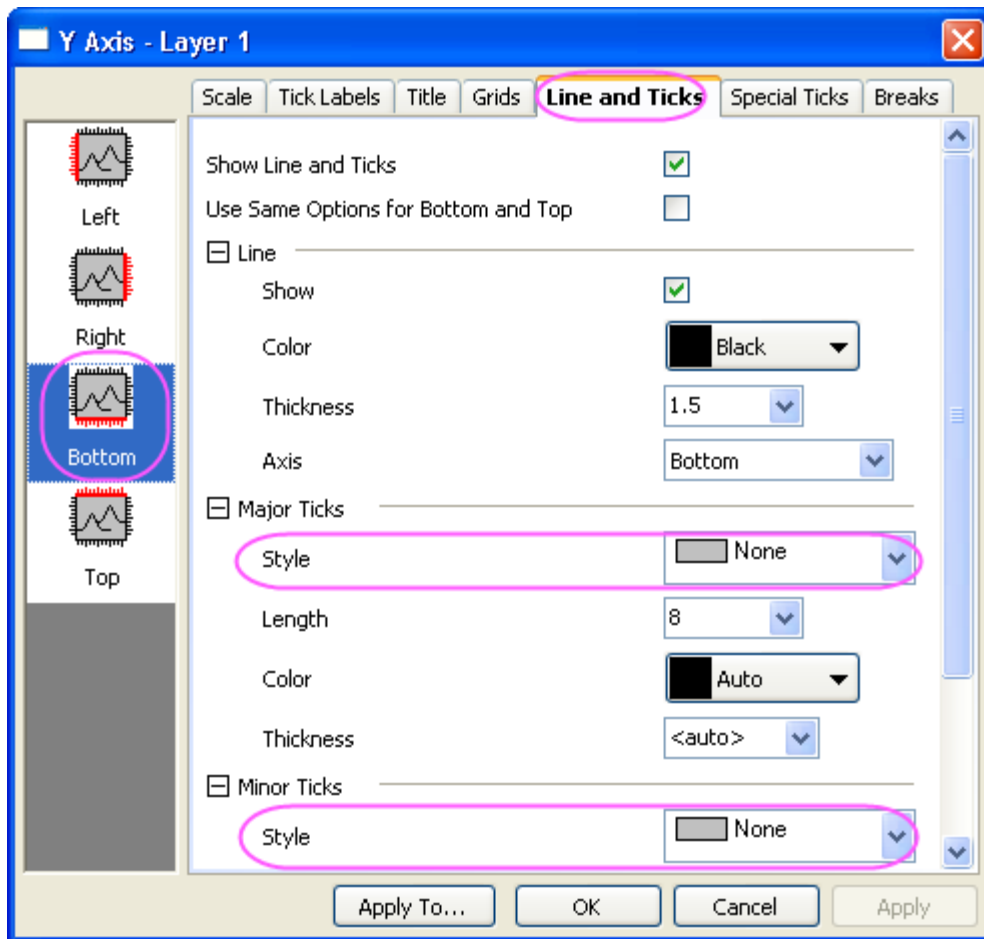 Y Axis - Layer 1
Scale Tick Labels Title Grids Line and Ticks Special Ticks Breaks
Left
Right
Bottom
Top
Show Line and Ticks
Use Same Options for Bottom and Top
Line
Show
Color Black
Thickness 1.5
Axis Bottom
Major Ticks
Style None
Length 8
Color Auto
Thickness <auto>
Minor Ticks
Style None
Apply To... OK Cancel Apply